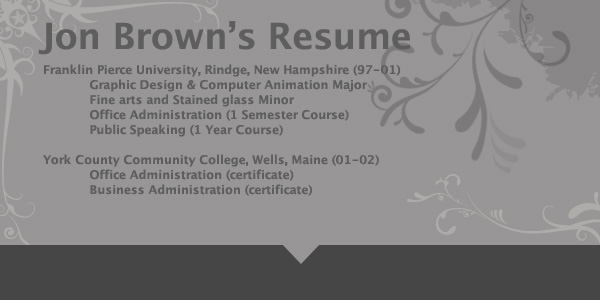 Jon Brown’s Resume
Franklin Pierce University, Rindge, New Hampshire (97-01)
Graphic Design & Computer Animation Major
Fine arts and Stained glass Minor
Office Administration (1 Semester Course)
Public Speaking (1 Year Course)
York County Community College, Wells, Maine (01-02)
Office Administration (certificate)
Business Administration (certificate)